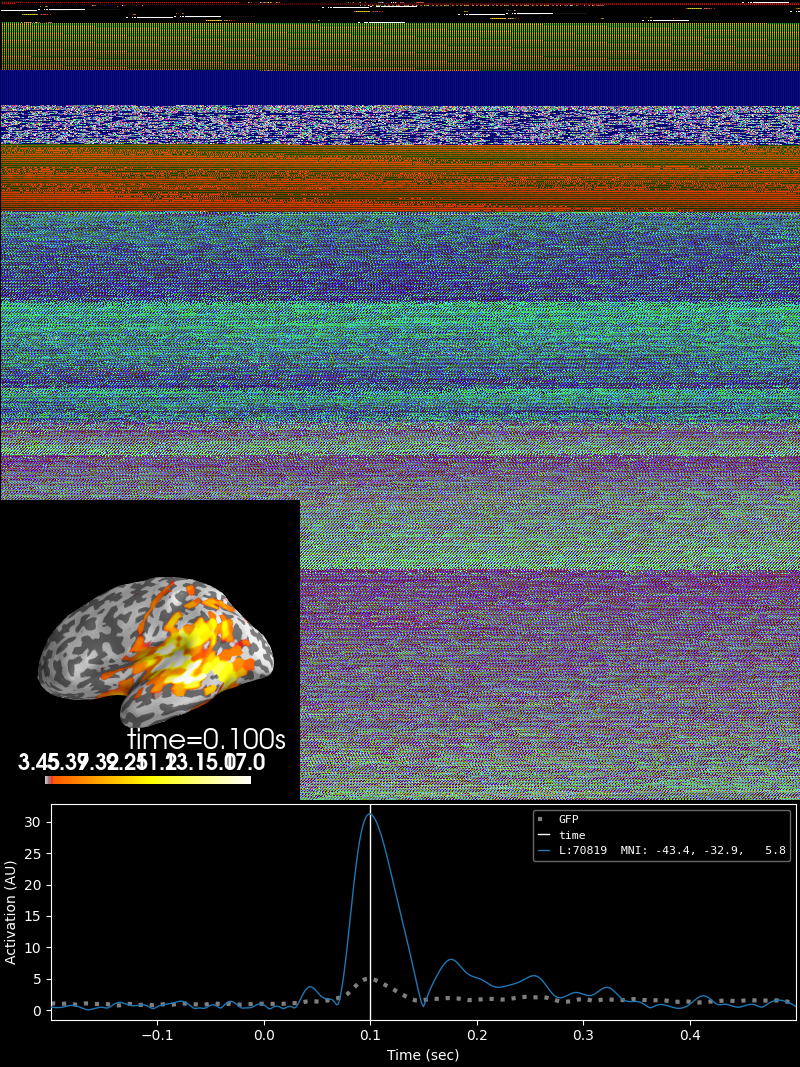 time=0.100s
30
25
20
15
10
5
0
Activation (AU)
GFP
time
L:70819 MNI: -43.4, -32.9, 5.8
−0.1 0.0 0.1 0.2 0.3 0.4
Time (sec)